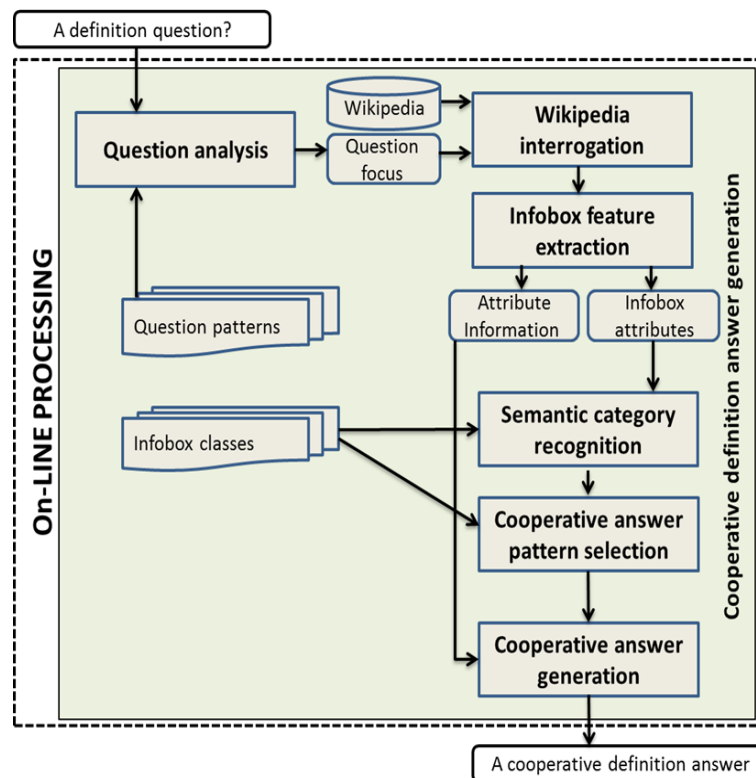 A definition question?
Question analysis
Wikipedia
Question
focus
Wikipedia
interrogation
Infobox feature
extraction
Question patterns
Attribute
Information
Infobox
attributes
Infobox classes
Semantic category
recognition
Cooperative answer
pattern selection
Cooperative answer
generation
On-LINE PROCESSING
Cooperative definition answer generation
A cooperative definition answer